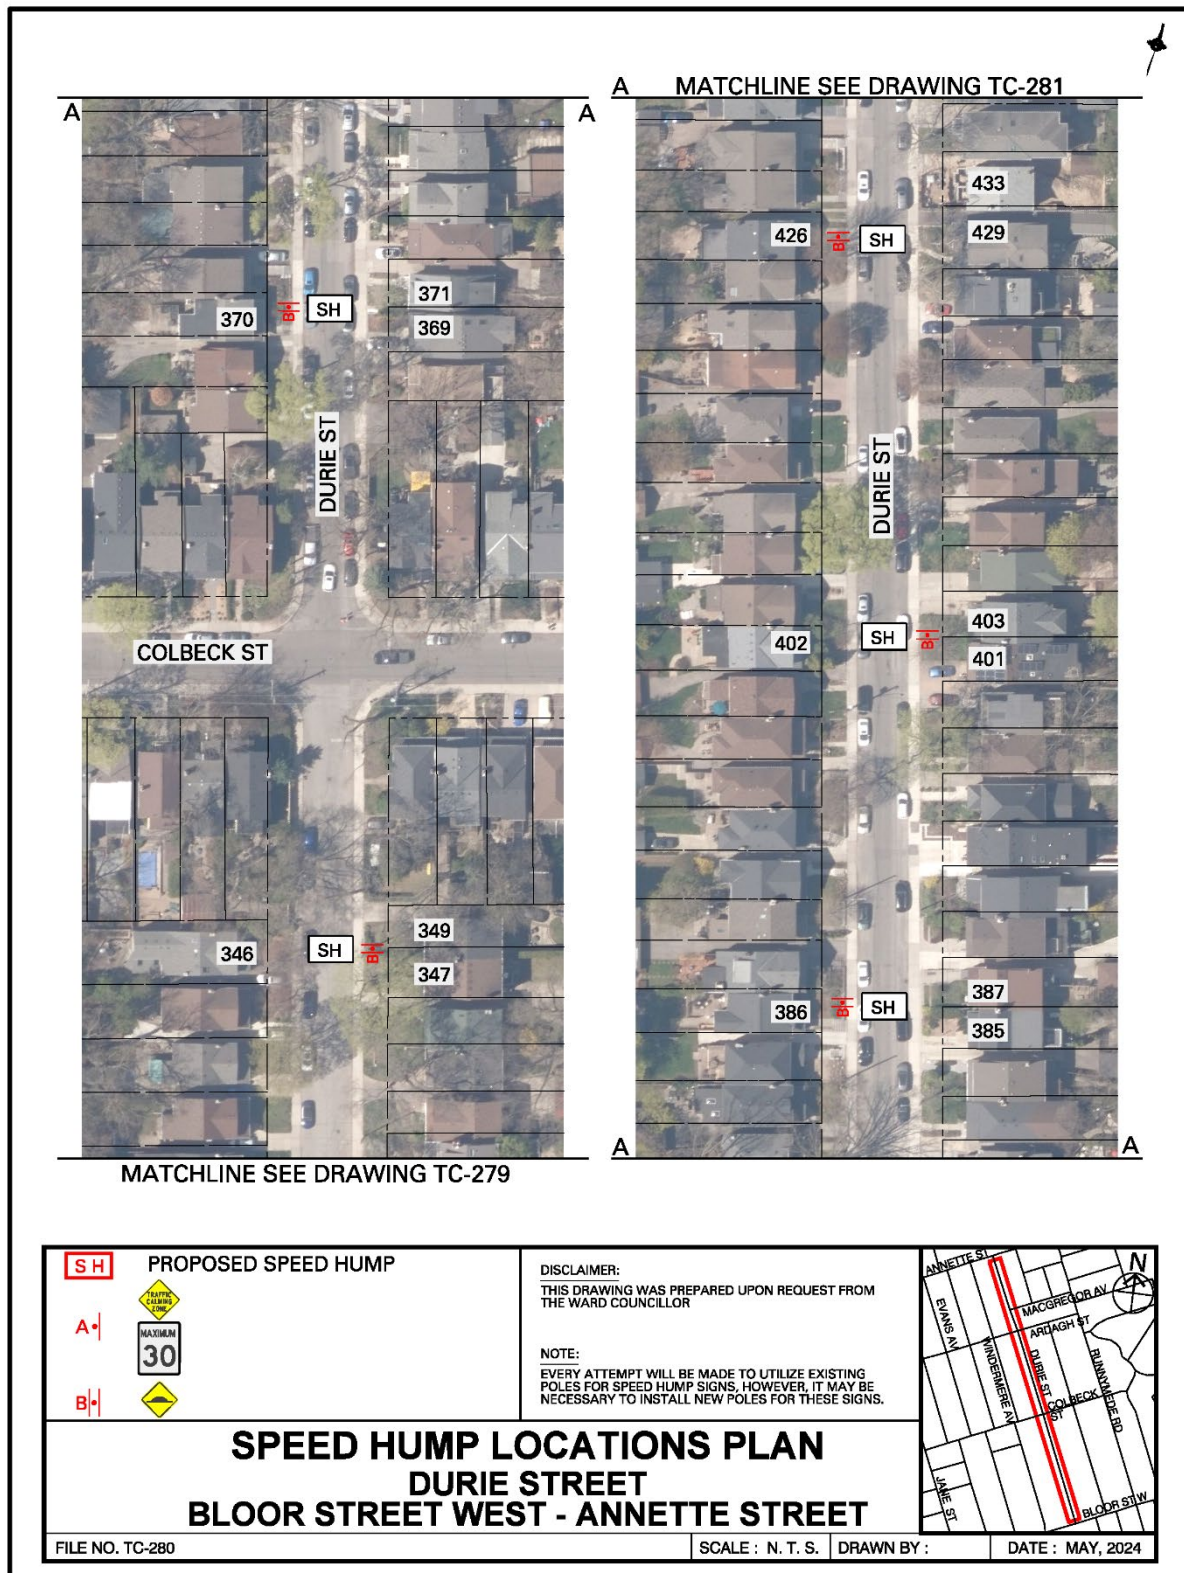 A
A
370
SH
371
369
DURIE ST
COLBECK ST
346
SH
349
347
MATCHLINE SEE DRAWING TC-279
A
MATCHLINE SEE DRAWING TC-281
433
426
SH
429
DURIE ST
402
SH
403
401
386
SH
387
385
A
A
B
B
B
B
B
SH PROPOSED SPEED HUMP
TRAFFIC
CALMING
ZONE
A
MAXIMUM
30
B
DISCLAIMER:
THIS DRAWING WAS PREPARED UPON REQUEST FROM
THE WARD COUNCILLOR
NOTE:
EVERY ATTEMPT WILL BE MADE TO UTILIZE EXISTING
POLES FOR SPEED HUMP SIGNS, HOWEVER, IT MAY BE
NECESSARY TO INSTALL NEW POLES FOR THESE SIGNS.
ANNETTE ST
N
MACGREGOR AV
EVANS AV
ARDAGH ST
WINDERMERE AV
DURIE ST
RUNNYMEDE RD
COLBECK
ST
JANE ST
BLOOR ST W
SPEED HUMP LOCATIONS PLAN
DURIE STREET
BLOOR STREET WEST - ANNETTE STREET
FILE NO. TC-280
SCALE : N. T. S.
DRAWN BY :
DATE : MAY, 2024